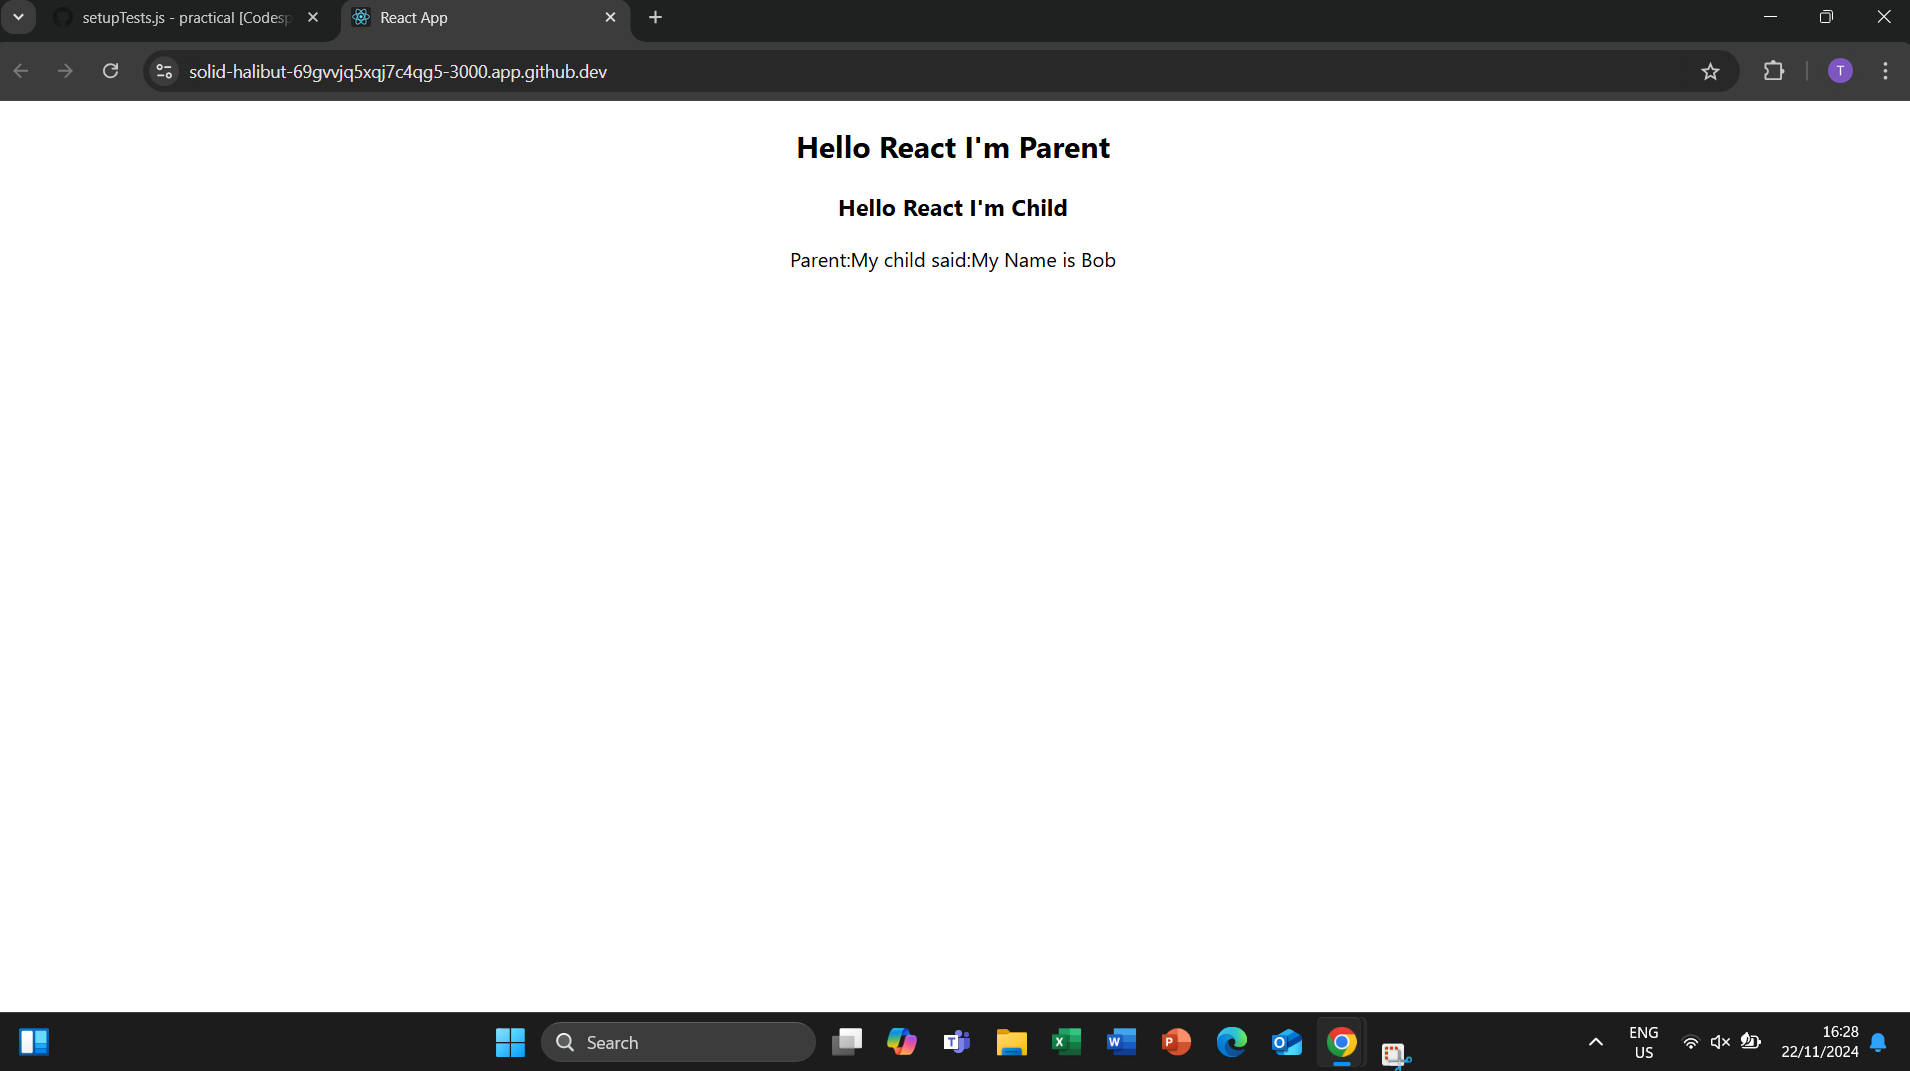 setupTests.js - practical [Codesp
React App
solid-halibut-69gvvjq5xqj7c4qg5-3000.app.github.dev
T
Hello React I'm Parent
Hello React I'm Child
Parent:My child said:My Name is Bob
Search
ENG
US
16:28
22/11/2024